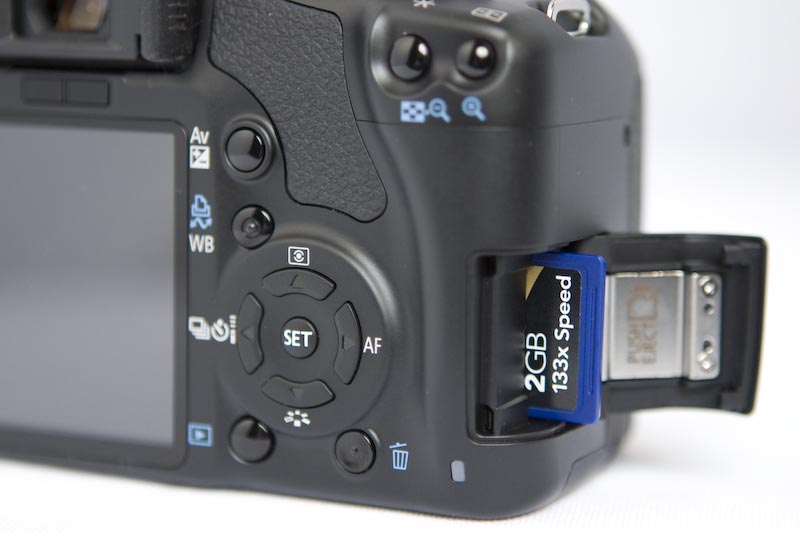 Av
WB
SET
AF
2GB
133x Speed
PUSH
EJECT